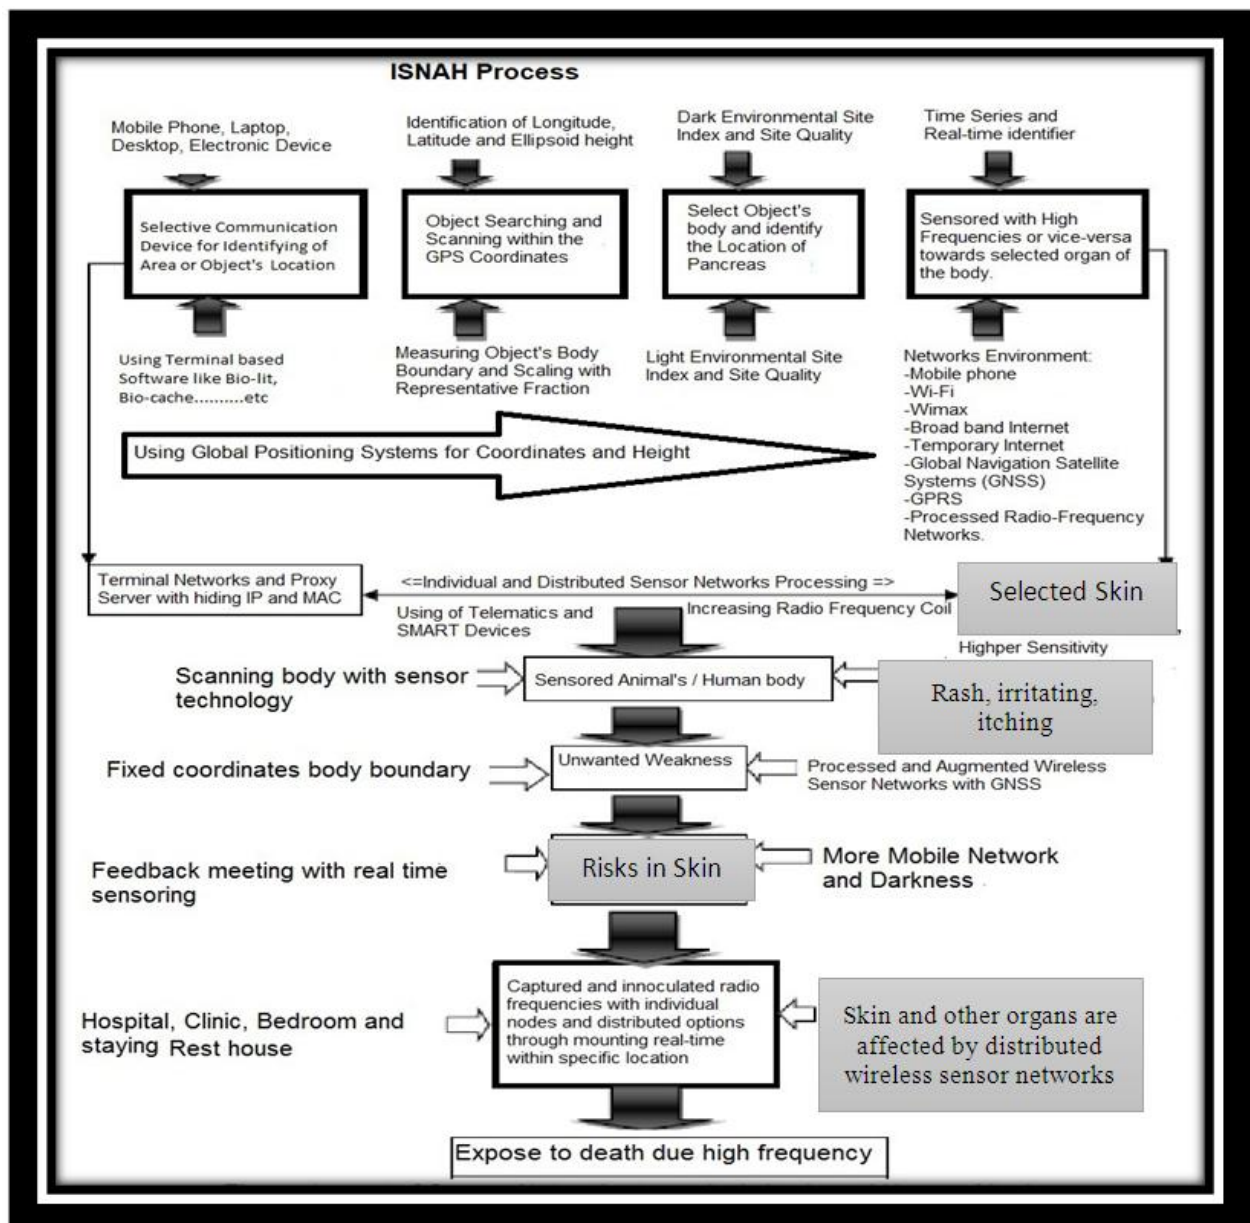 ISNAH Process
Mobile Phone, Laptop,
Desktop, Electronic Device
Identification of Longitude,
Latitude and Ellipsoid height
Dark Environmental Site
Index and Site Quality
Time Series and
Real-time identifier
Selective Communication
Device for Identifying of
Area or Object's Location
Object Searching and
Scanning within the
GPS Coordinates
Select Object's
body and identify
the Location of
Pancreas
Sensored with High
Frequencies or vice-versa
towards selected organ of
the body.
Using Terminal based
Software like Bio-lit,
Bio-cache..........etc
Measuring Object's Body
Boundary and Scaling with
Representative Fraction
Light Environmental Site
Index and Site Quality
Networks Environment:
-Mobile phone
-Wi-Fi
-Wimax
-Broad band Internet
-Temporary Internet
-Global Navigation Satellite
Systems (GNSS)
-GPRS
-Processed Radio-Frequency
Networks.
Using Global Positioning Systems for Coordinates and Height
Terminal Networks and Proxy
Server with hiding IP and MAC
<=Individual and Distributed Sensor Networks Processing =>
Using of Telematics and
SMART Devices
Increasing Radio Frequency Coil
Selected Skin
Highper Sensitivity
Scanning body with sensor
technology
Sensored Animal's / Human body
Rash, irritating,
itching
Fixed coordinates body boundary
Unwanted Weakness
Processed and Augmented Wireless
Sensor Networks with GNSS
Feedback meeting with real time
sensoring
Risks in Skin
More Mobile Network
and Darkness
Hospital, Clinic, Bedroom and
staying Rest house
Captured and innoculated radio
frequencies with individual
nodes and distributed options
through mounting real-time
within specific location
Skin and other organs are
affected by distributed
wireless sensor networks
Expose to death due high frequency